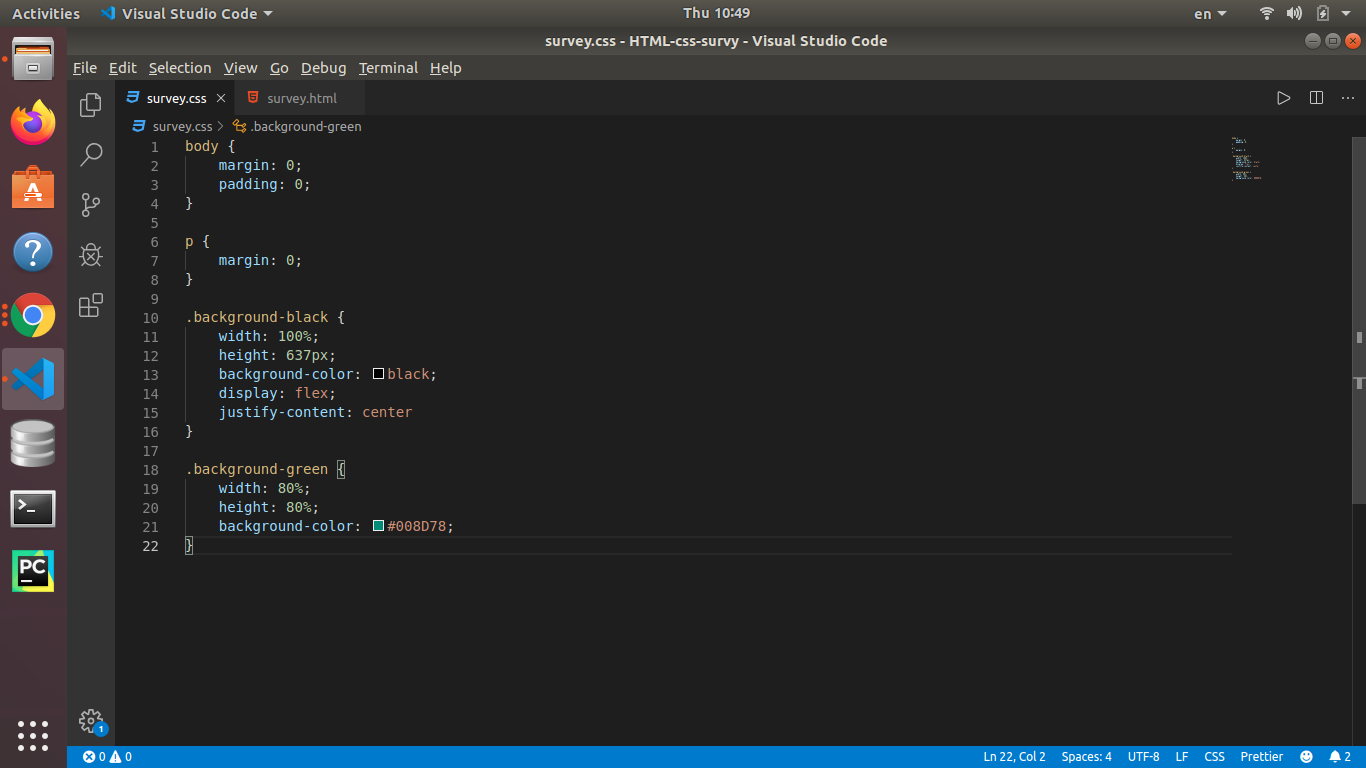 Activities Visual Studio Code Thu 10:49 en
survey.css - HTML-css-survy - Visual Studio Code
File Edit Selection View Go Debug Terminal Help
survey.css survey.html
survey.css > .background-green
1 body {
2 margin: 0;
3 padding: 0;
4 }
5
6 p {
7 margin: 0;
8 }
9
10 .background-black {
11 width: 100%;
12 height: 637px;
13 background-color: black;
14 display: flex;
15 justify-content: center
16 }
17
18 .background-green {
19 width: 80%;
20 height: 80%;
21 background-color: #008D78;
22 }
PC
1
0 0 Ln 22, Col 2 Spaces: 4 UTF-8 LF CSS Prettier 2